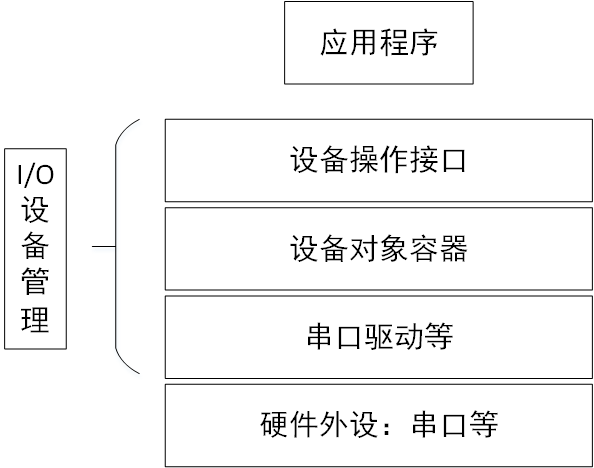 应用程序
I/O
设
备
管
理
设备操作接口
设备对象容器
串口驱动等
硬件外设：串口等